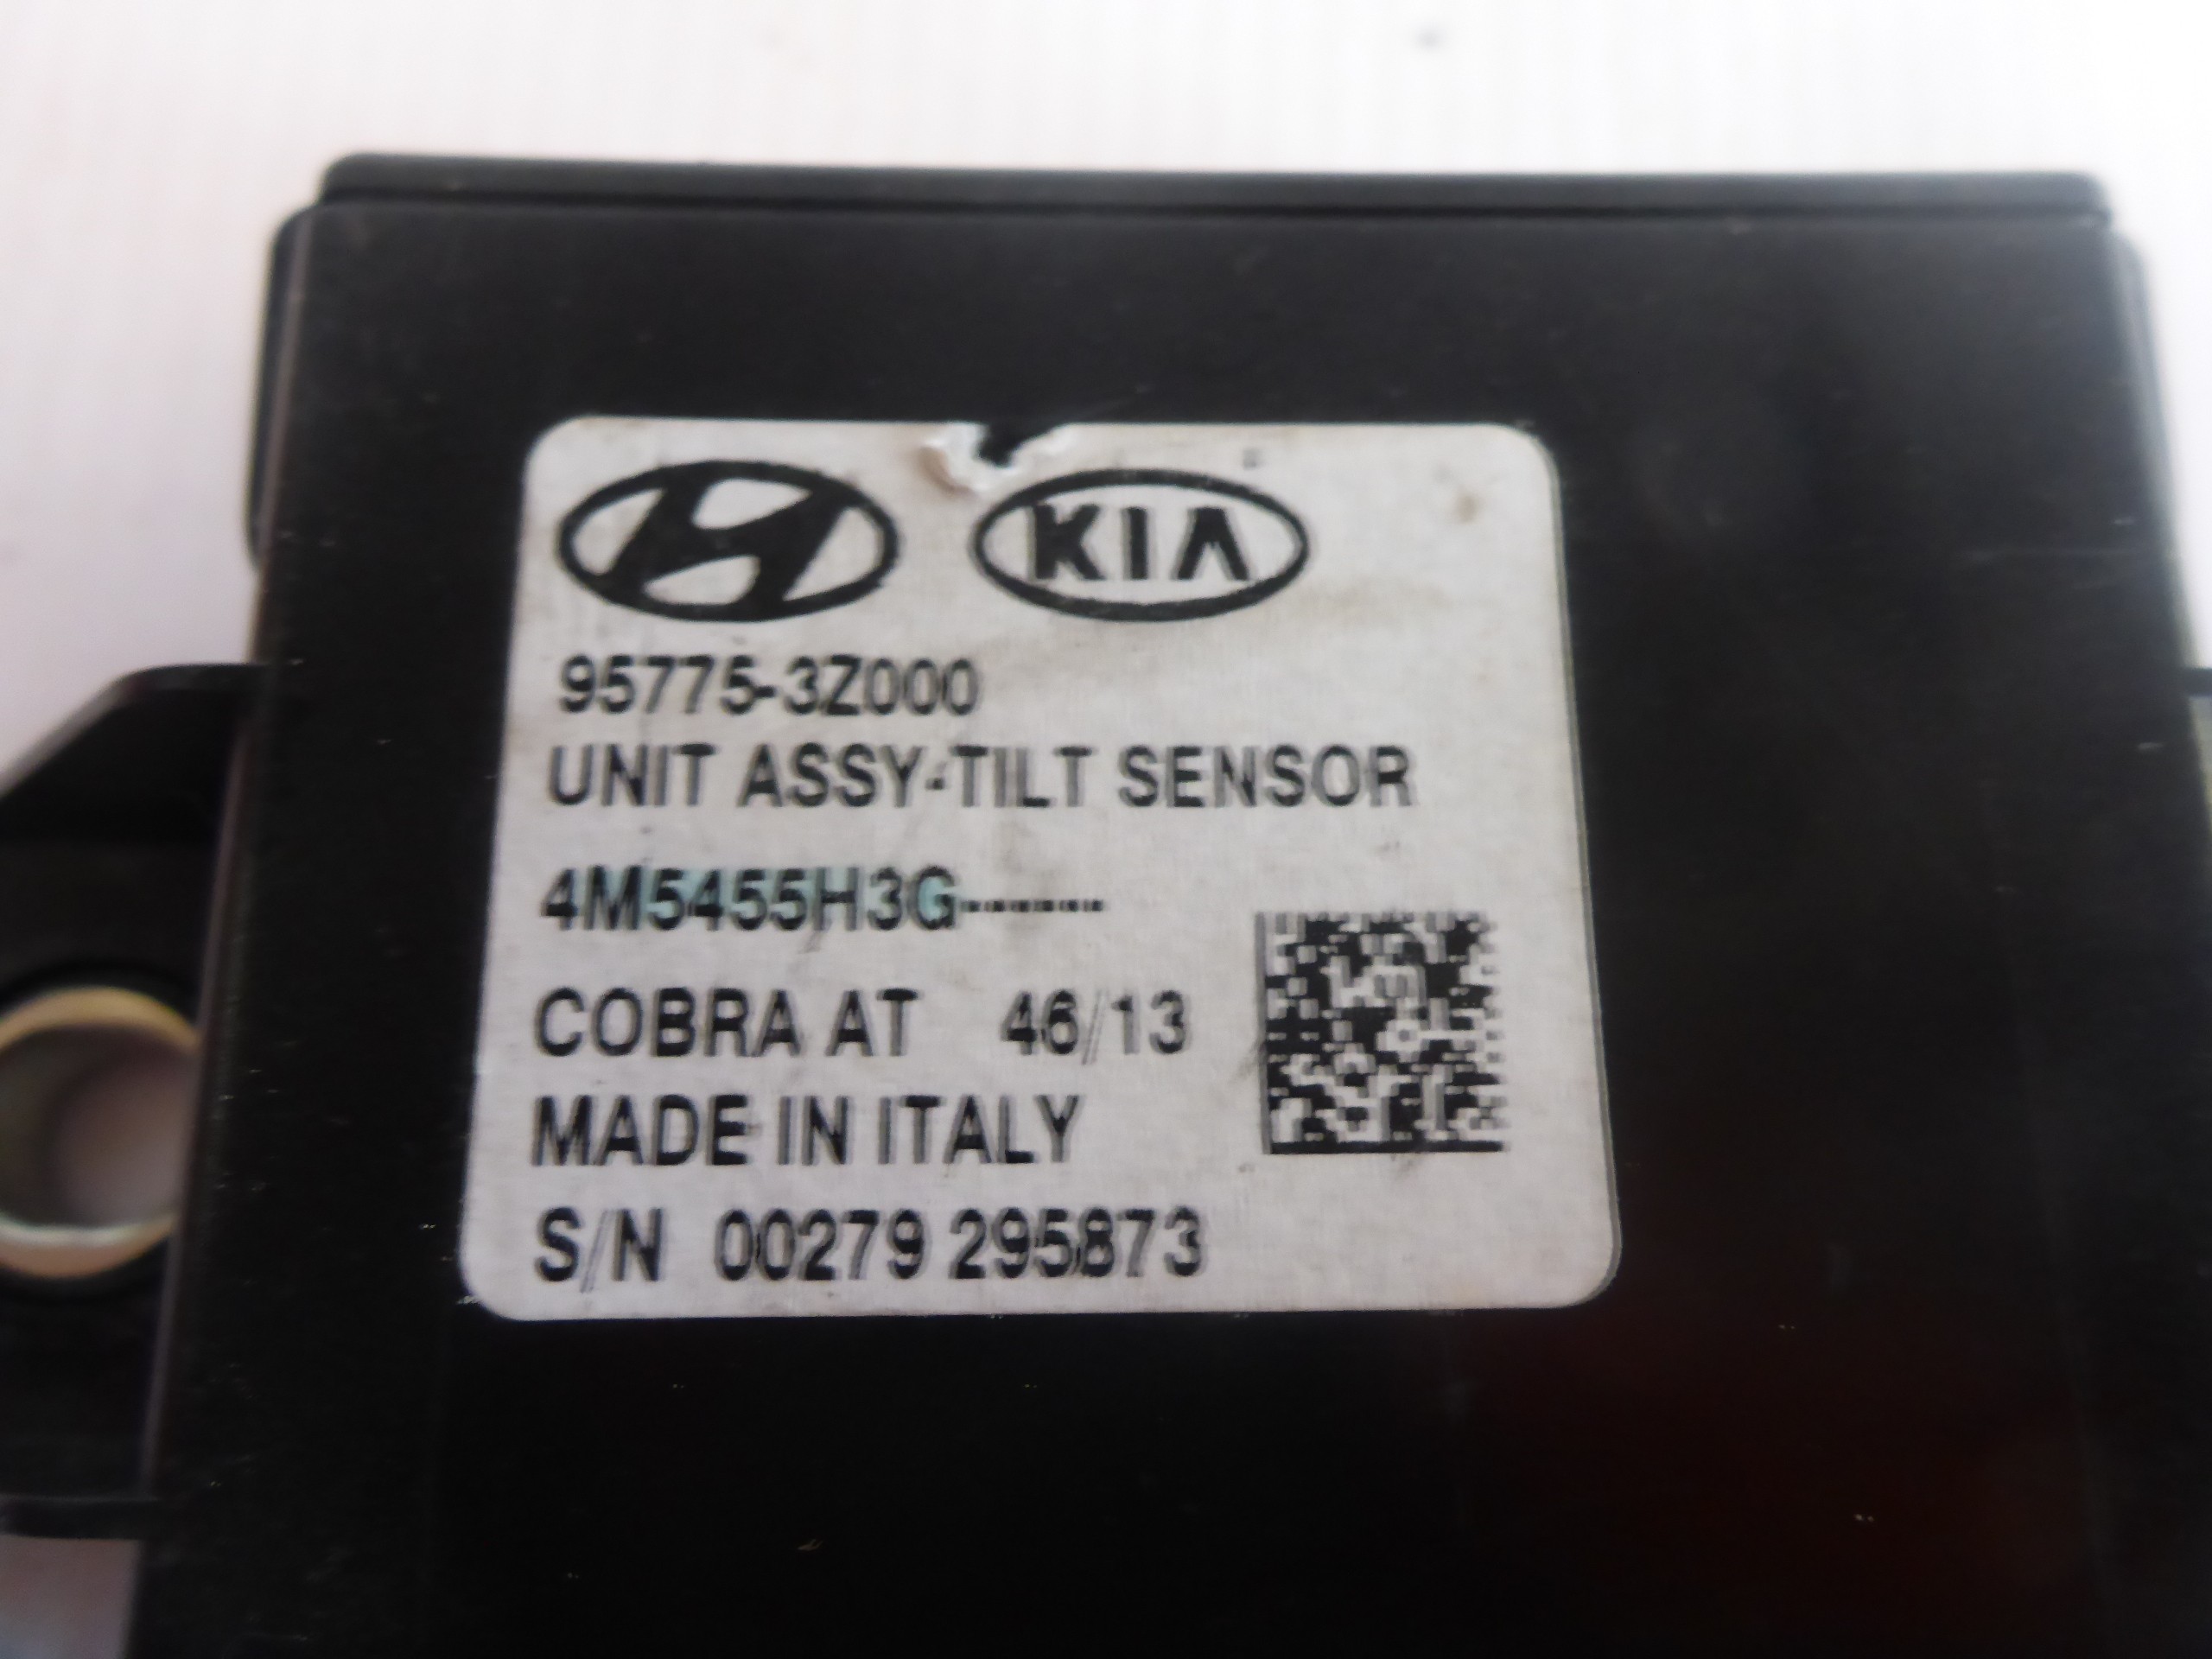 KIA
95775-3Z000
UNIT ASSY-TILT SENSOR
4M5455H3G-------
COBRA AT 46/13
MADE IN ITALY
S/N 00279 295873